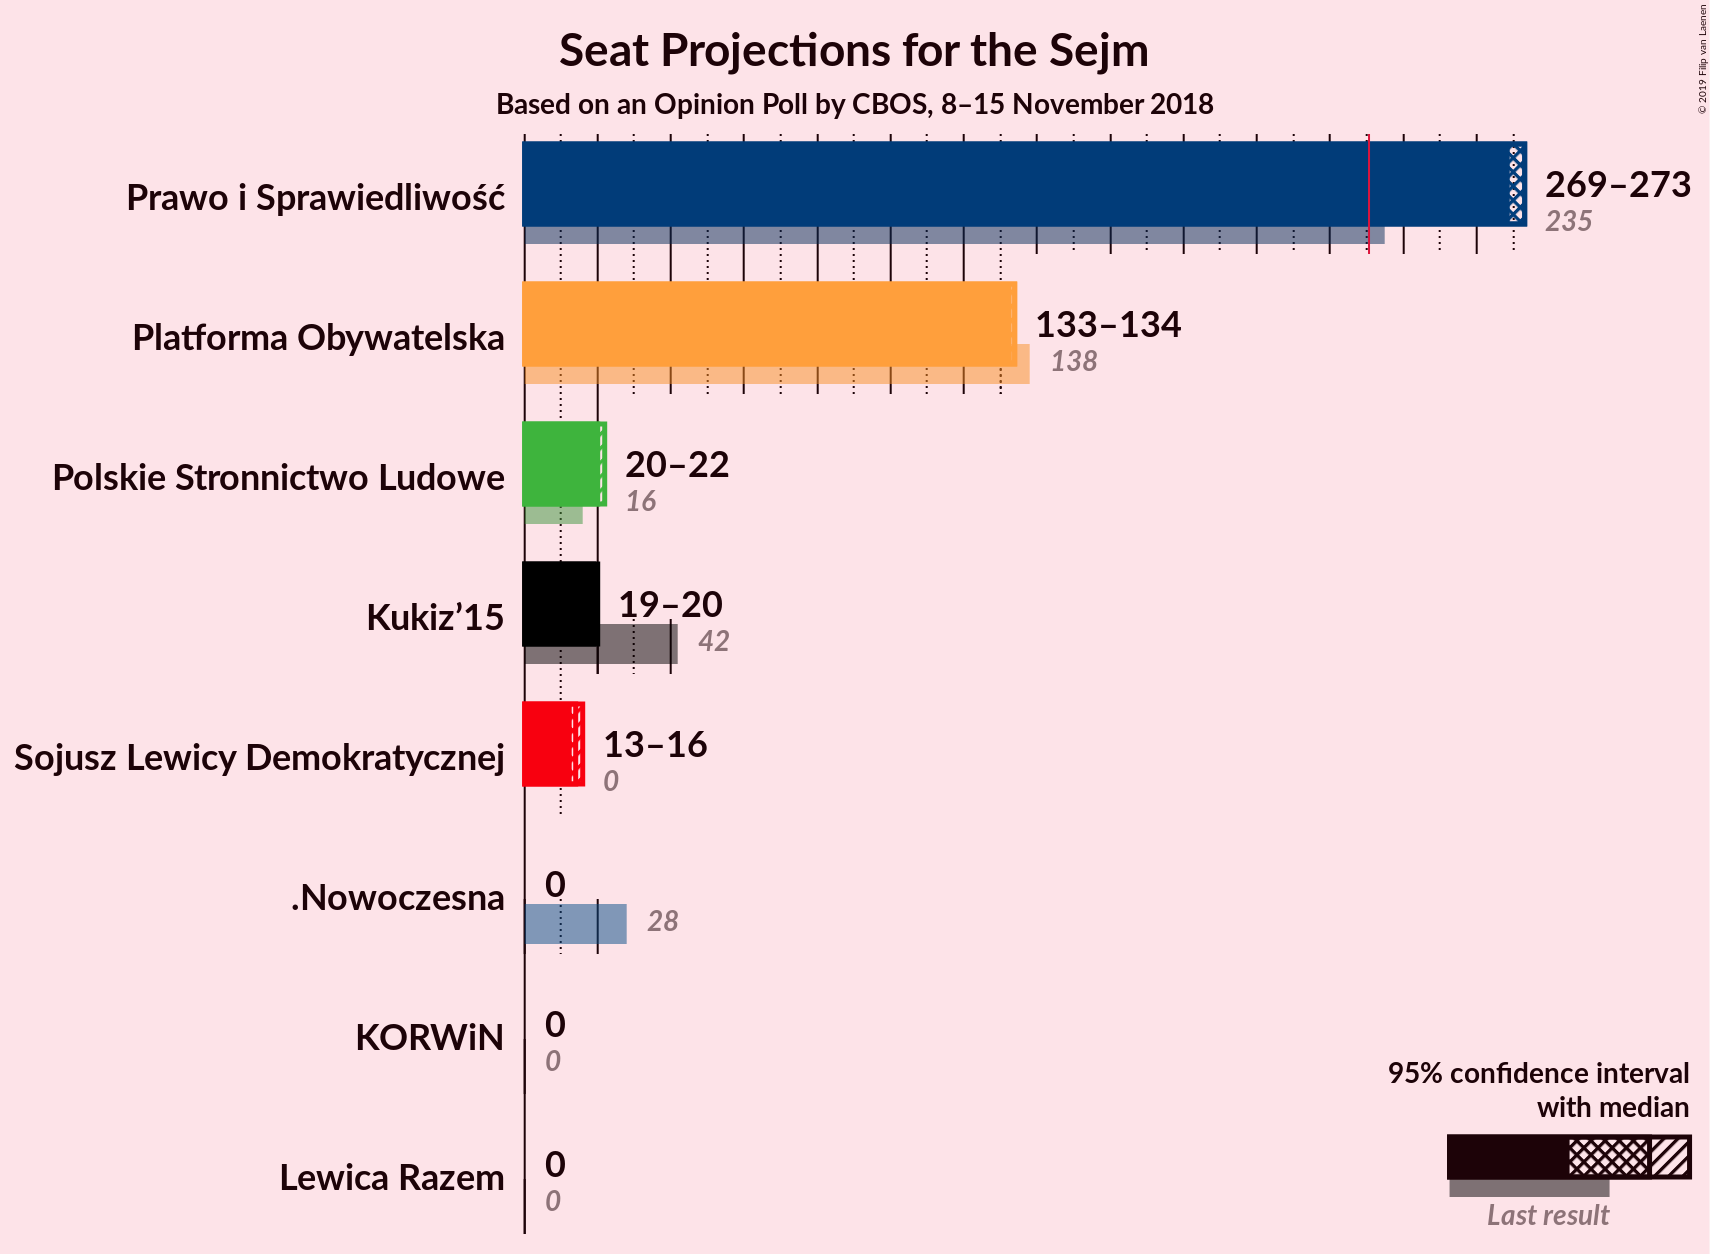 Seat Projections for the Sejm
Based on an Opinion Poll by CBOS, 8–15 November 2018
© 2019 Filip van Laenen
Prawo i Sprawiedliwość
269–273
235
Platforma Obywatelska
133–134
138
Polskie Stronnictwo Ludowe
20–22
16
Kukiz’15
19–20
42
Sojusz Lewicy Demokratycznej
13–16
0
.Nowoczesna
0
28
KORWiN
0
0
Lewica Razem
0
0
95% confidence interval
with median
Last result